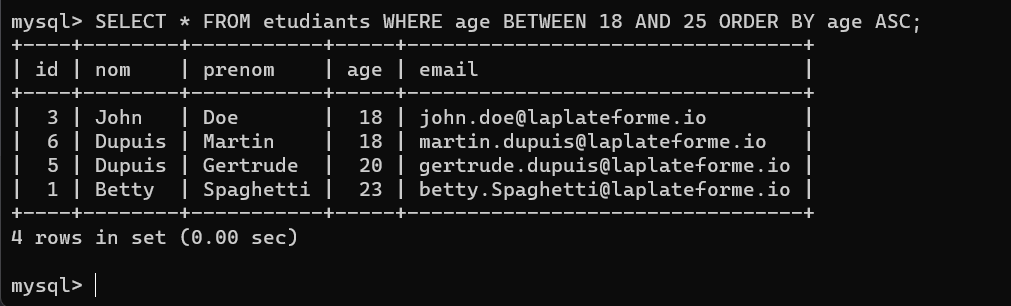 mysql> SELECT * FROM etudiants WHERE age BETWEEN 18 AND 25 ORDER BY age ASC;
+----+--------+-----------+-----+--------------------------------+
| id | nom    | prenom    | age | email                          |
+----+--------+-----------+-----+--------------------------------+
|  3 | John   | Doe       |  18 | john.doe@laplateforme.io       |
|  6 | Dupuis | Martin    |  18 | martin.dupuis@laplateforme.io  |
|  5 | Dupuis | Gertrude  |  20 | gertrude.dupuis@laplateforme.io |
|  1 | Betty  | Spaghetti |  23 | betty.Spaghetti@laplateforme.io |
+----+--------+-----------+-----+--------------------------------+
4 rows in set (0.00 sec)
mysql>